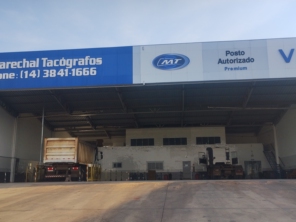 arechal Tacógrafos
one: (14) 3841-1666
MT
Posto
Autorizado
Premium
V